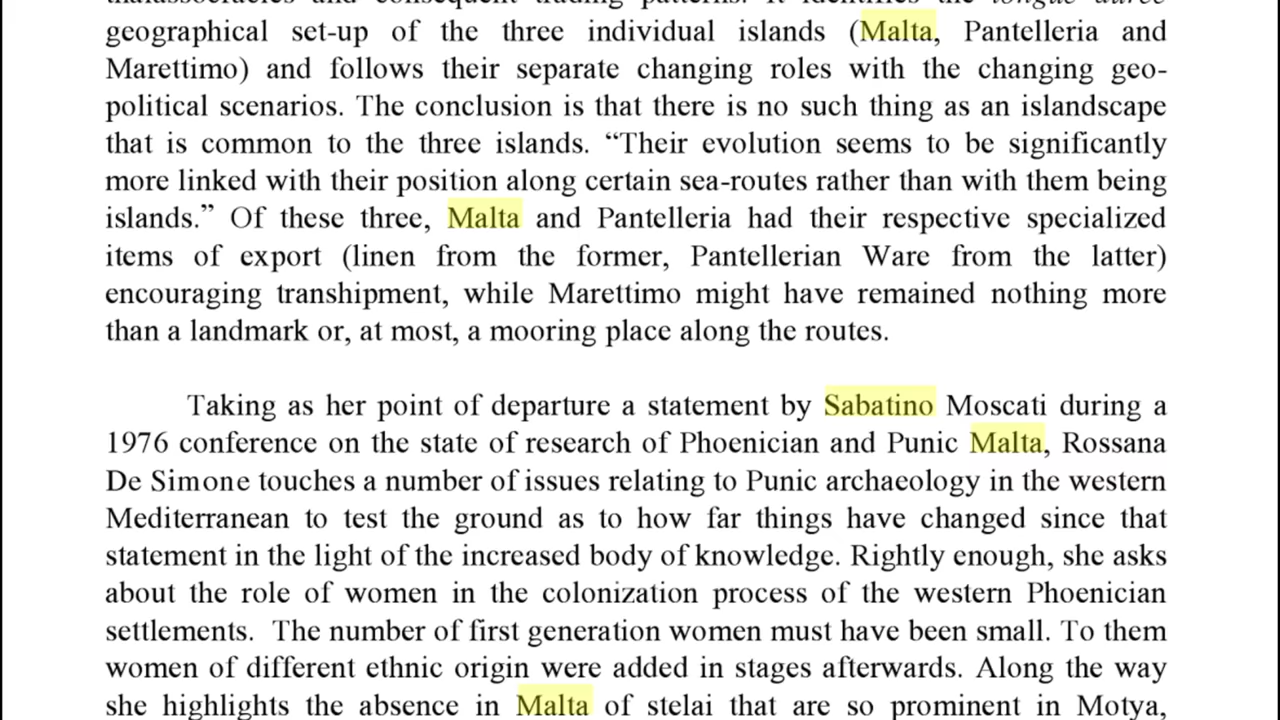 thalassocracies and consequent trading patterns. It identifies the longue durée
geographical set-up of the three individual islands (Malta, Pantelleria and
Marettimo) and follows their separate changing roles with the changing geo-
political scenarios. The conclusion is that there is no such thing as an islandscape
that is common to the three islands. “Their evolution seems to be significantly
more linked with their position along certain sea-routes rather than with them being
islands.” Of these three, Malta and Pantelleria had their respective specialized
items of export (linen from the former, Pantellerian Ware from the latter)
encouraging transhipment, while Marettimo might have remained nothing more
than a landmark or, at most, a mooring place along the routes.
Taking as her point of departure a statement by Sabatino Moscati during a
1976 conference on the state of research of Phoenician and Punic Malta, Rossana
De Simone touches a number of issues relating to Punic archaeology in the western
Mediterranean to test the ground as to how far things have changed since that
statement in the light of the increased body of knowledge. Rightly enough, she asks
about the role of women in the colonization process of the western Phoenician
settlements. The number of first generation women must have been small. To them
women of different ethnic origin were added in stages afterwards. Along the way
she highlights the absence in Malta of stelai that are so prominent in Motya,